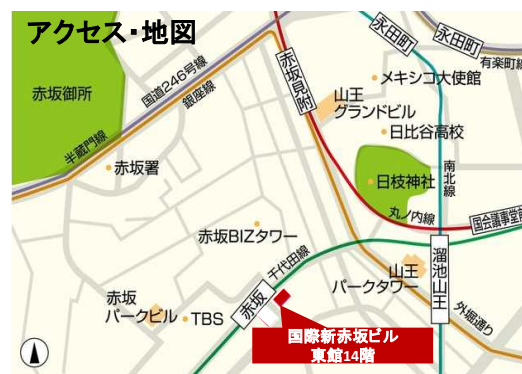 アクセス・地図
永田町
永田町
有楽町線
赤坂御所
国道246号線
銀座線
赤坂見附
メキシコ大使館
山王
グランドビル
日比谷高校
半蔵門線
赤坂署
日枝神社
南北線
丸ノ内線
国会議事堂前
赤坂BIZタワー
千代田線
溜池山王
山王
パークタワー
赤坂
赤坂
パークビル
TBS
外堀通り
国際新赤坂ビル
東館14階